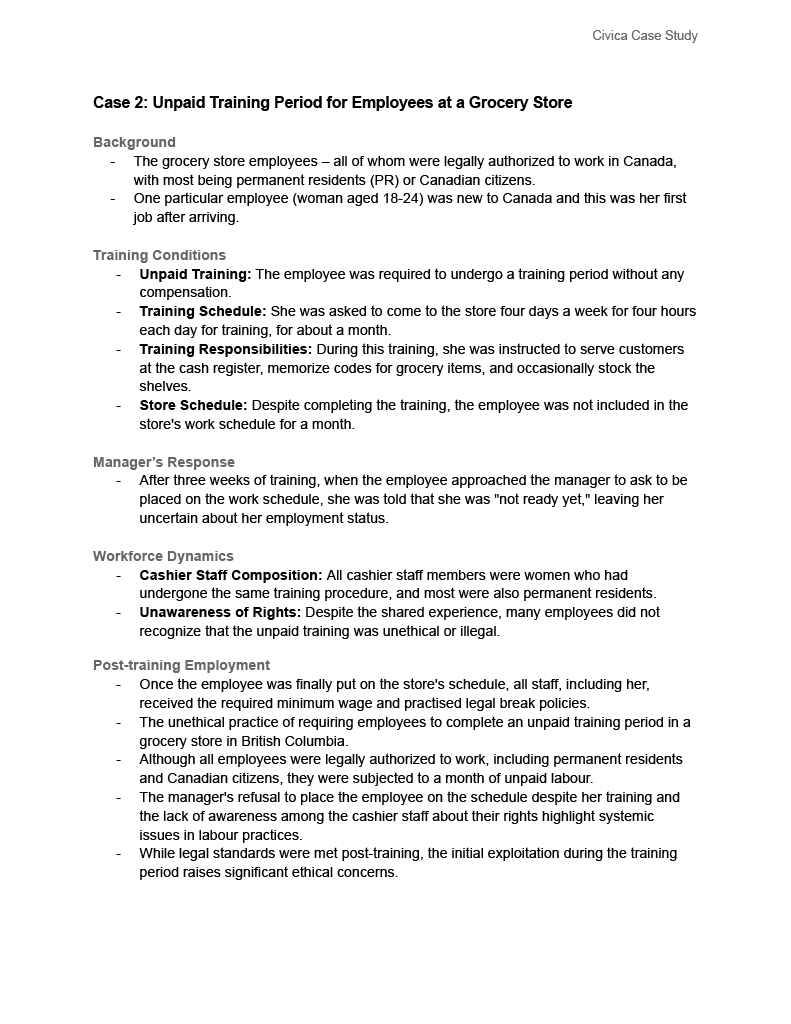 Civica Case Study
Case 2: Unpaid Training Period for Employees at a Grocery Store
Background
- The grocery store employees – all of whom were legally authorized to work in Canada,
with most being permanent residents (PR) or Canadian citizens.
- One particular employee (woman aged 18-24) was new to Canada and this was her first
job after arriving.
Training Conditions
- Unpaid Training: The employee was required to undergo a training period without any
compensation.
- Training Schedule: She was asked to come to the store four days a week for four hours
each day for training, for about a month.
- Training Responsibilities: During this training, she was instructed to serve customers
at the cash register, memorize codes for grocery items, and occasionally stock the
shelves.
- Store Schedule: Despite completing the training, the employee was not included in the
store's work schedule for a month.
Manager’s Response
- After three weeks of training, when the employee approached the manager to ask to be
placed on the work schedule, she was told that she was "not ready yet," leaving her
uncertain about her employment status.
Workforce Dynamics
- Cashier Staff Composition: All cashier staff members were women who had
undergone the same training procedure, and most were also permanent residents.
- Unawareness of Rights: Despite the shared experience, many employees did not
recognize that the unpaid training was unethical or illegal.
Post-training Employment
- Once the employee was finally put on the store's schedule, all staff, including her,
received the required minimum wage and practised legal break policies.
- The unethical practice of requiring employees to complete an unpaid training period in a
grocery store in British Columbia.
- Although all employees were legally authorized to work, including permanent residents
and Canadian citizens, they were subjected to a month of unpaid labour.
- The manager's refusal to place the employee on the schedule despite her training and
the lack of awareness among the cashier staff about their rights highlight systemic
issues in labour practices.
- While legal standards were met post-training, the initial exploitation during the training
period raises significant ethical concerns.